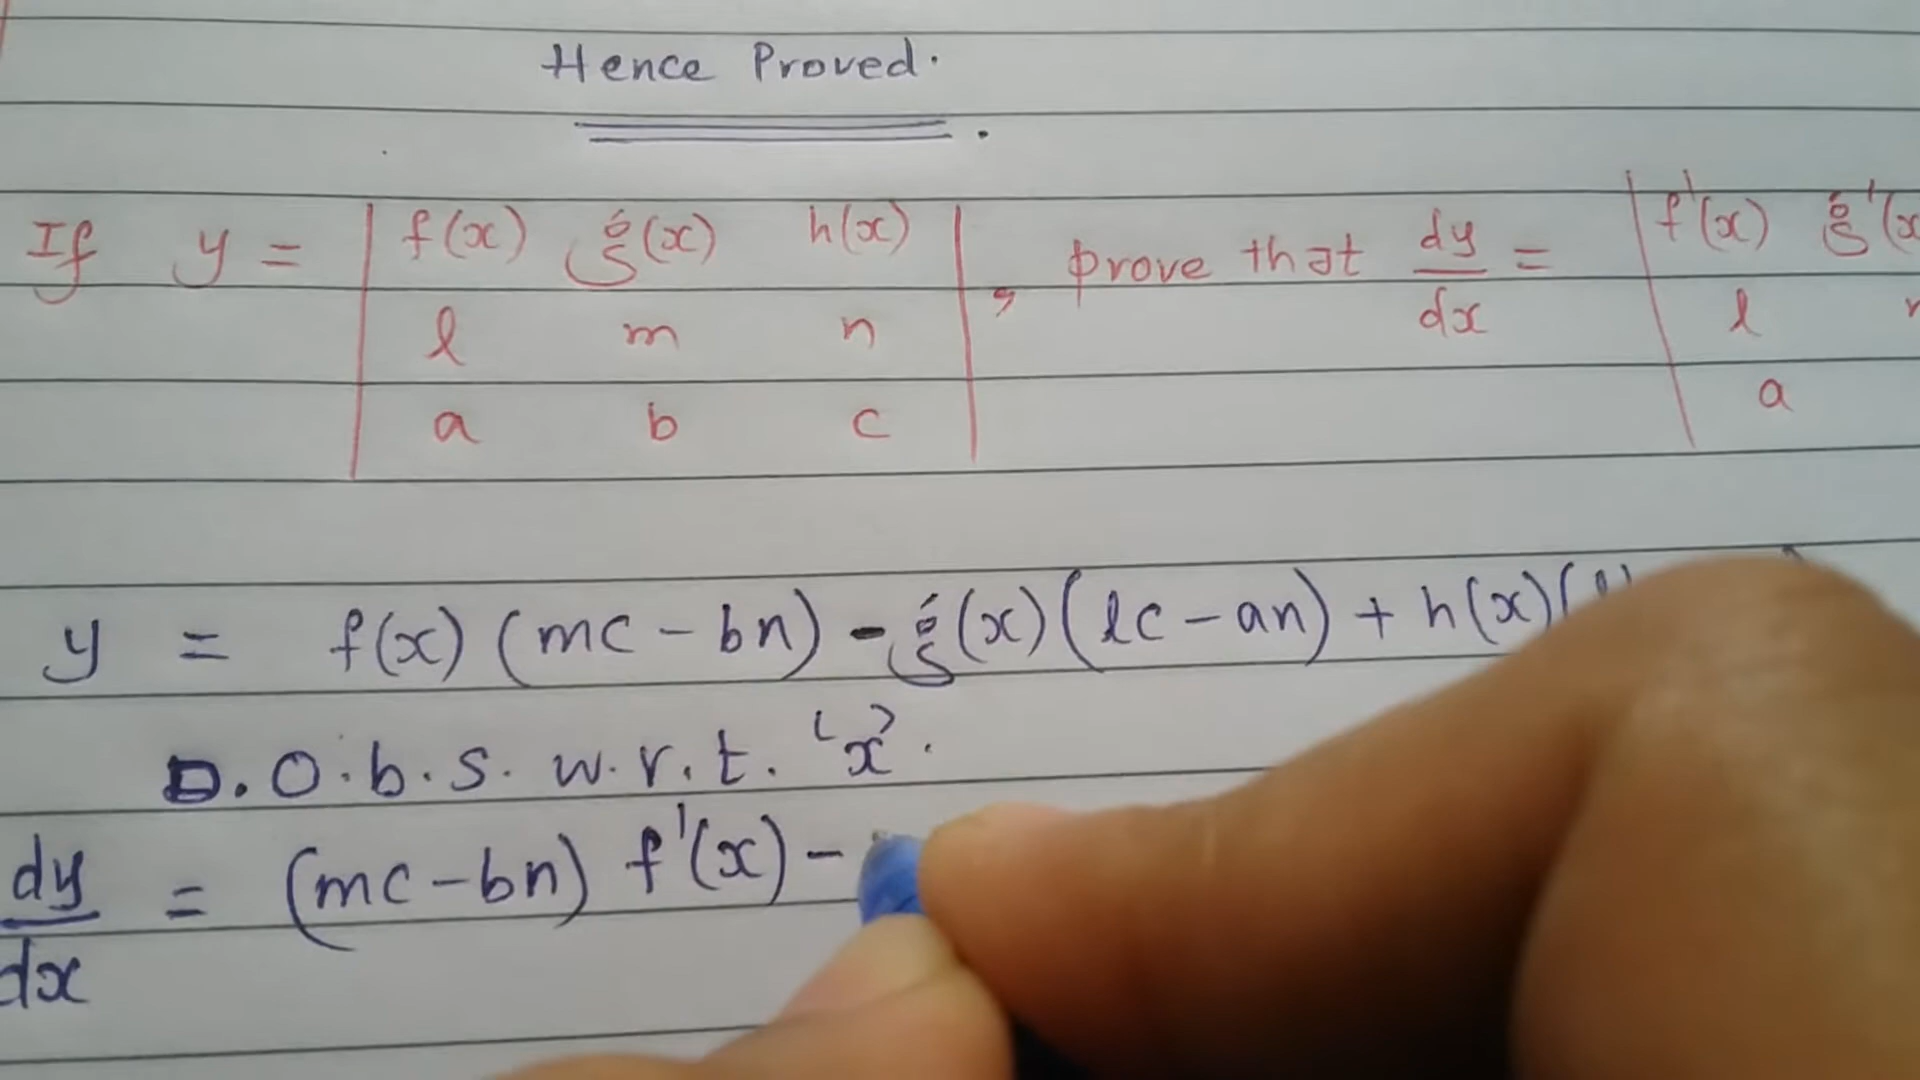 Hence Proved.
If y = | f(x) g(x) h(x) | , prove that dy/dx = | f'(x) g'(x
l m n l
a b c a
y = f(x) (mc - bn) - g(x) (lc - an) + h(x) (
D.O.b.s. w.r.t. 'x'.
dy/dx = (mc - bn) f'(x) -